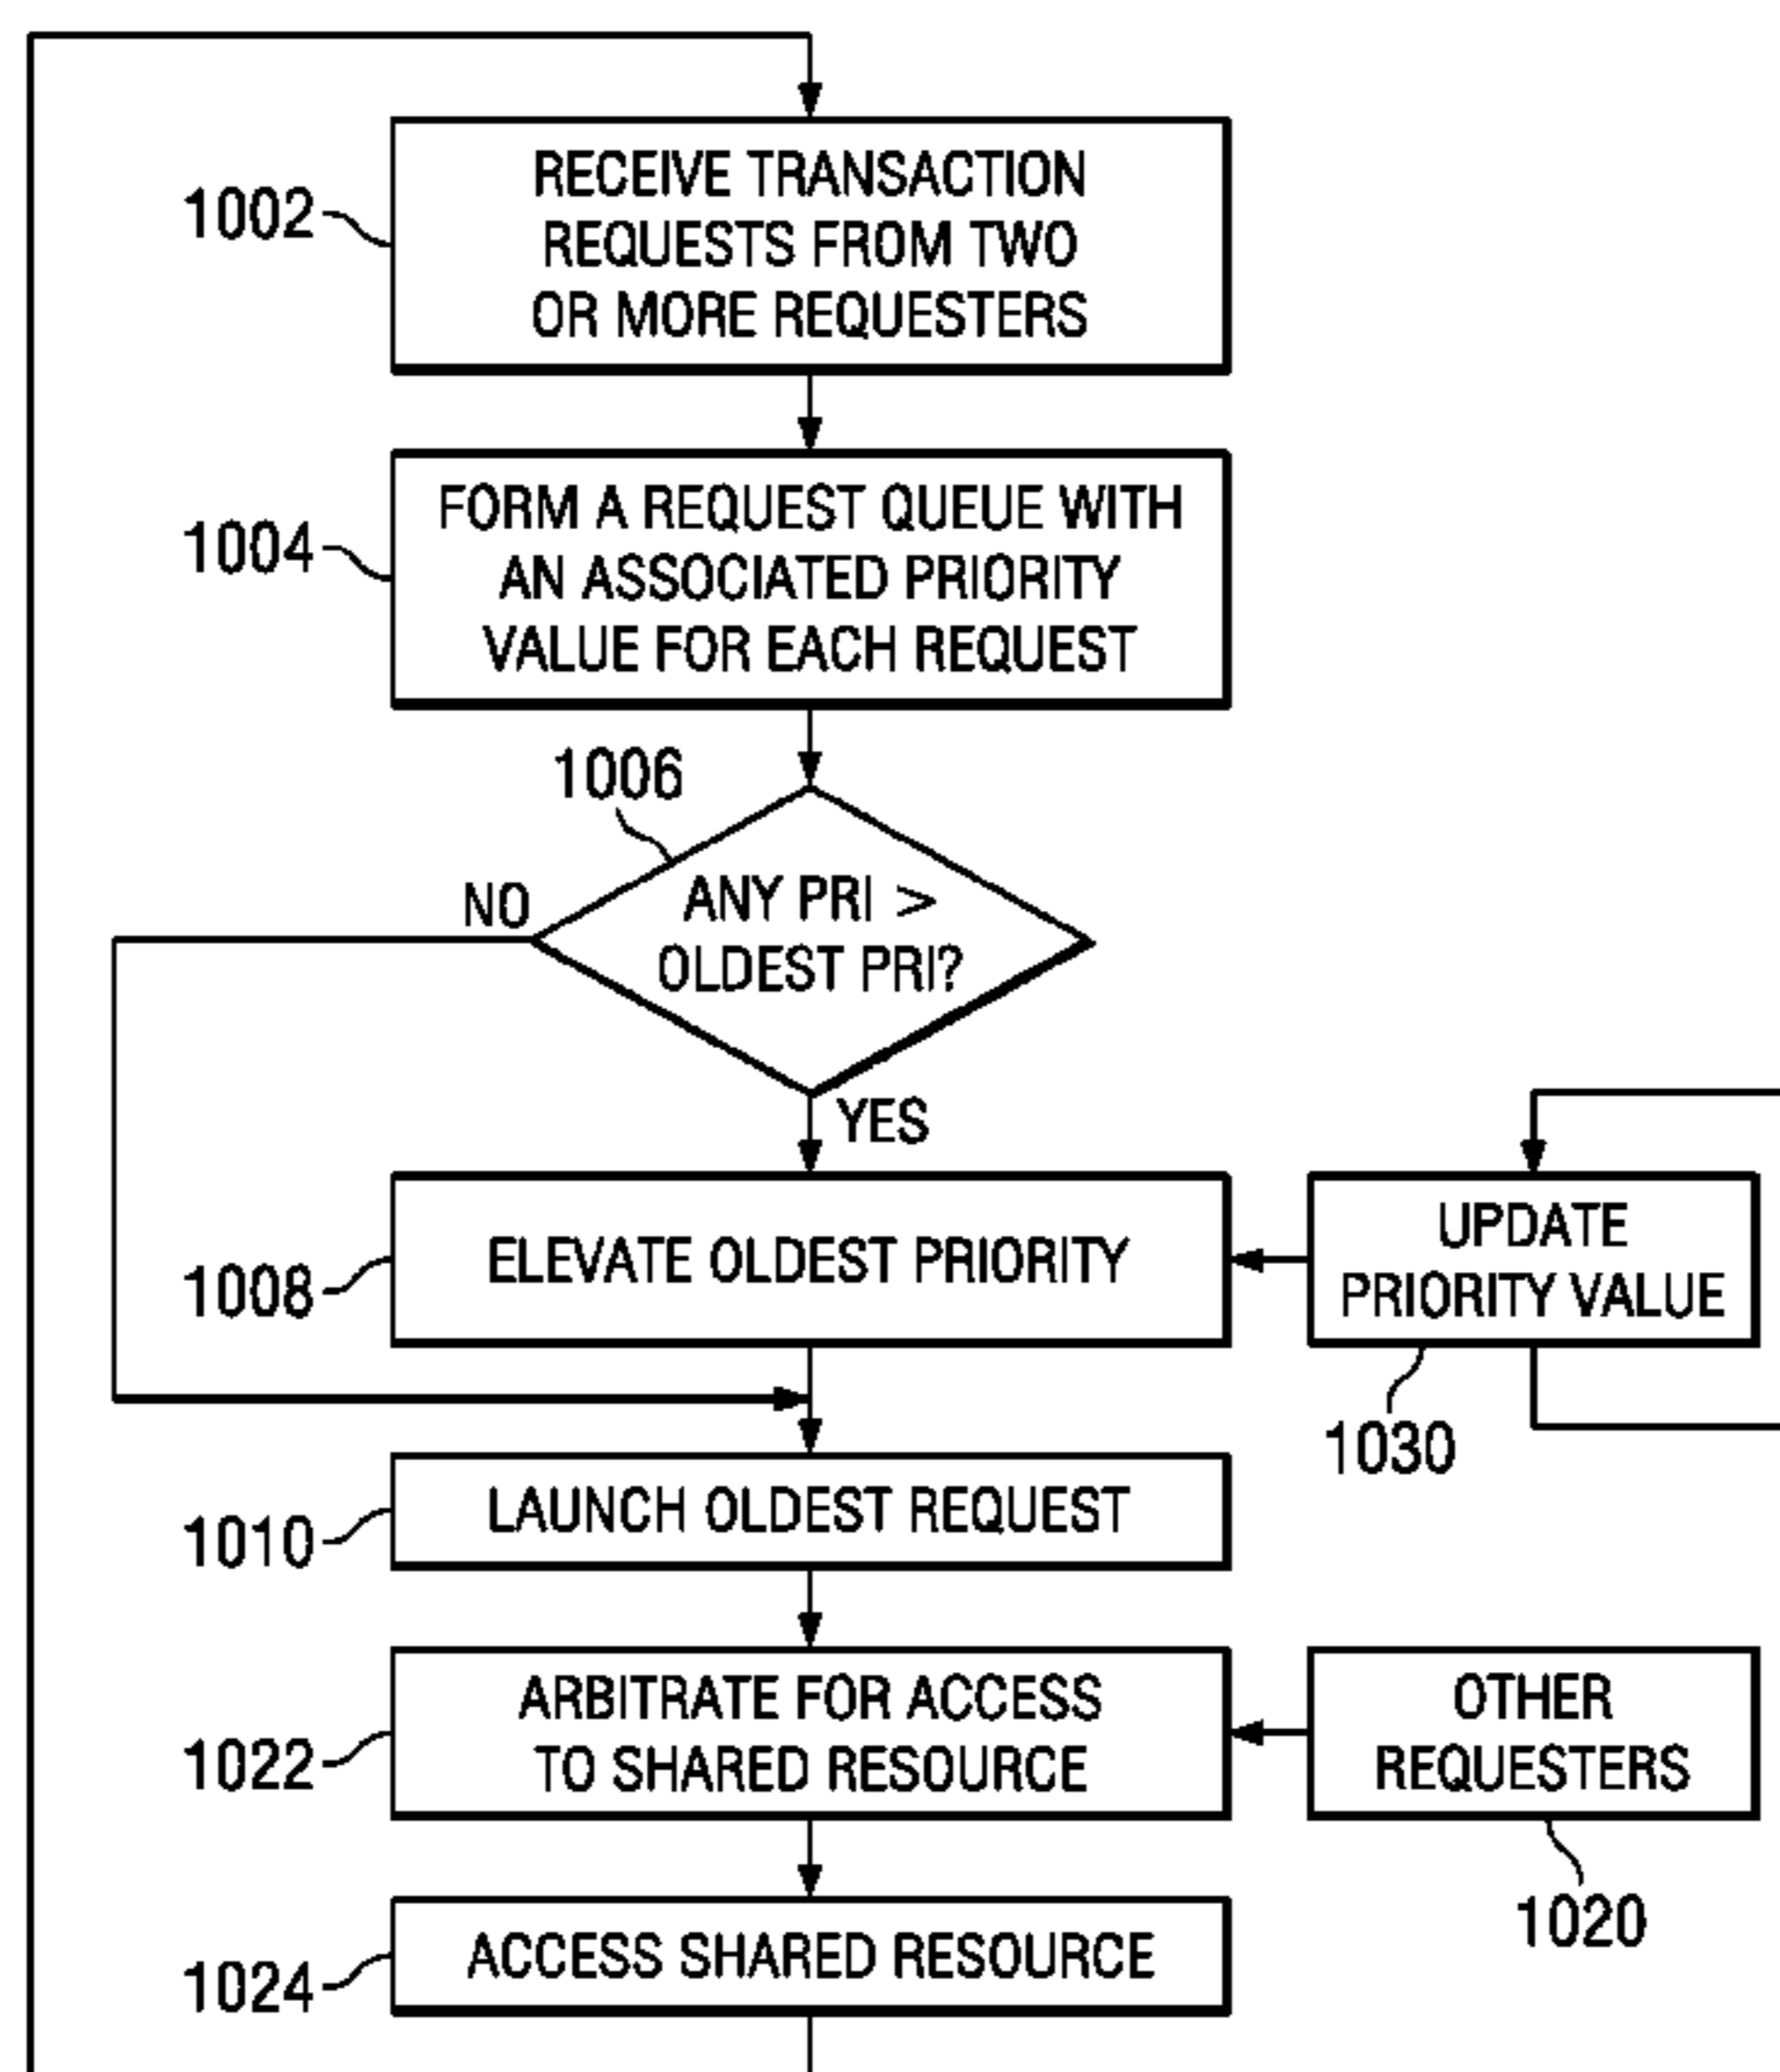 1002
RECEIVE TRANSACTION
REQUESTS FROM TWO
OR MORE REQUESTERS
1004
FORM A REQUEST QUEUE WITH
AN ASSOCIATED PRIORITY
VALUE FOR EACH REQUEST
1006
NO
ANY PRI >
OLDEST PRI?
YES
1008
ELEVATE OLDEST PRIORITY
UPDATE
PRIORITY VALUE
1030
1010
LAUNCH OLDEST REQUEST
1022
ARBITRATE FOR ACCESS
TO SHARED RESOURCE
OTHER
REQUESTERS
1020
1024
ACCESS SHARED RESOURCE